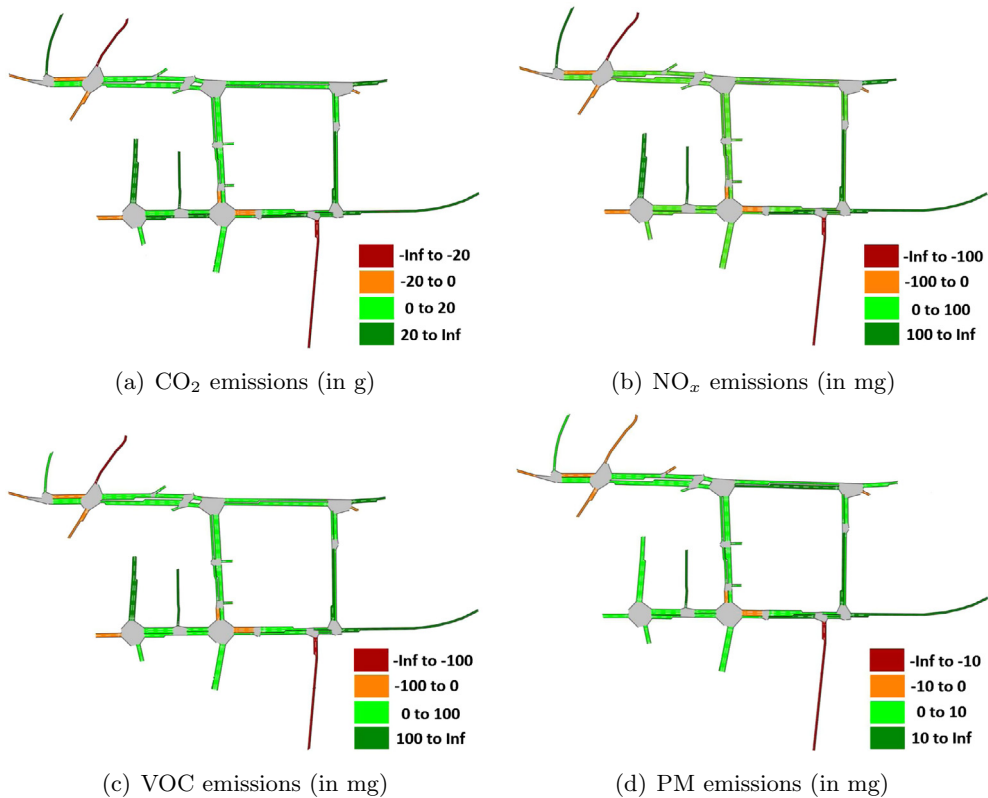 -Inf to -20
-20 to 0
0 to 20
20 to Inf
(a) CO₂ emissions (in g)
-Inf to -100
-100 to 0
0 to 100
100 to Inf
(b) NOₓ emissions (in mg)
-Inf to -100
-100 to 0
0 to 100
100 to Inf
(c) VOC emissions (in mg)
-Inf to -10
-10 to 0
0 to 10
10 to Inf
(d) PM emissions (in mg)